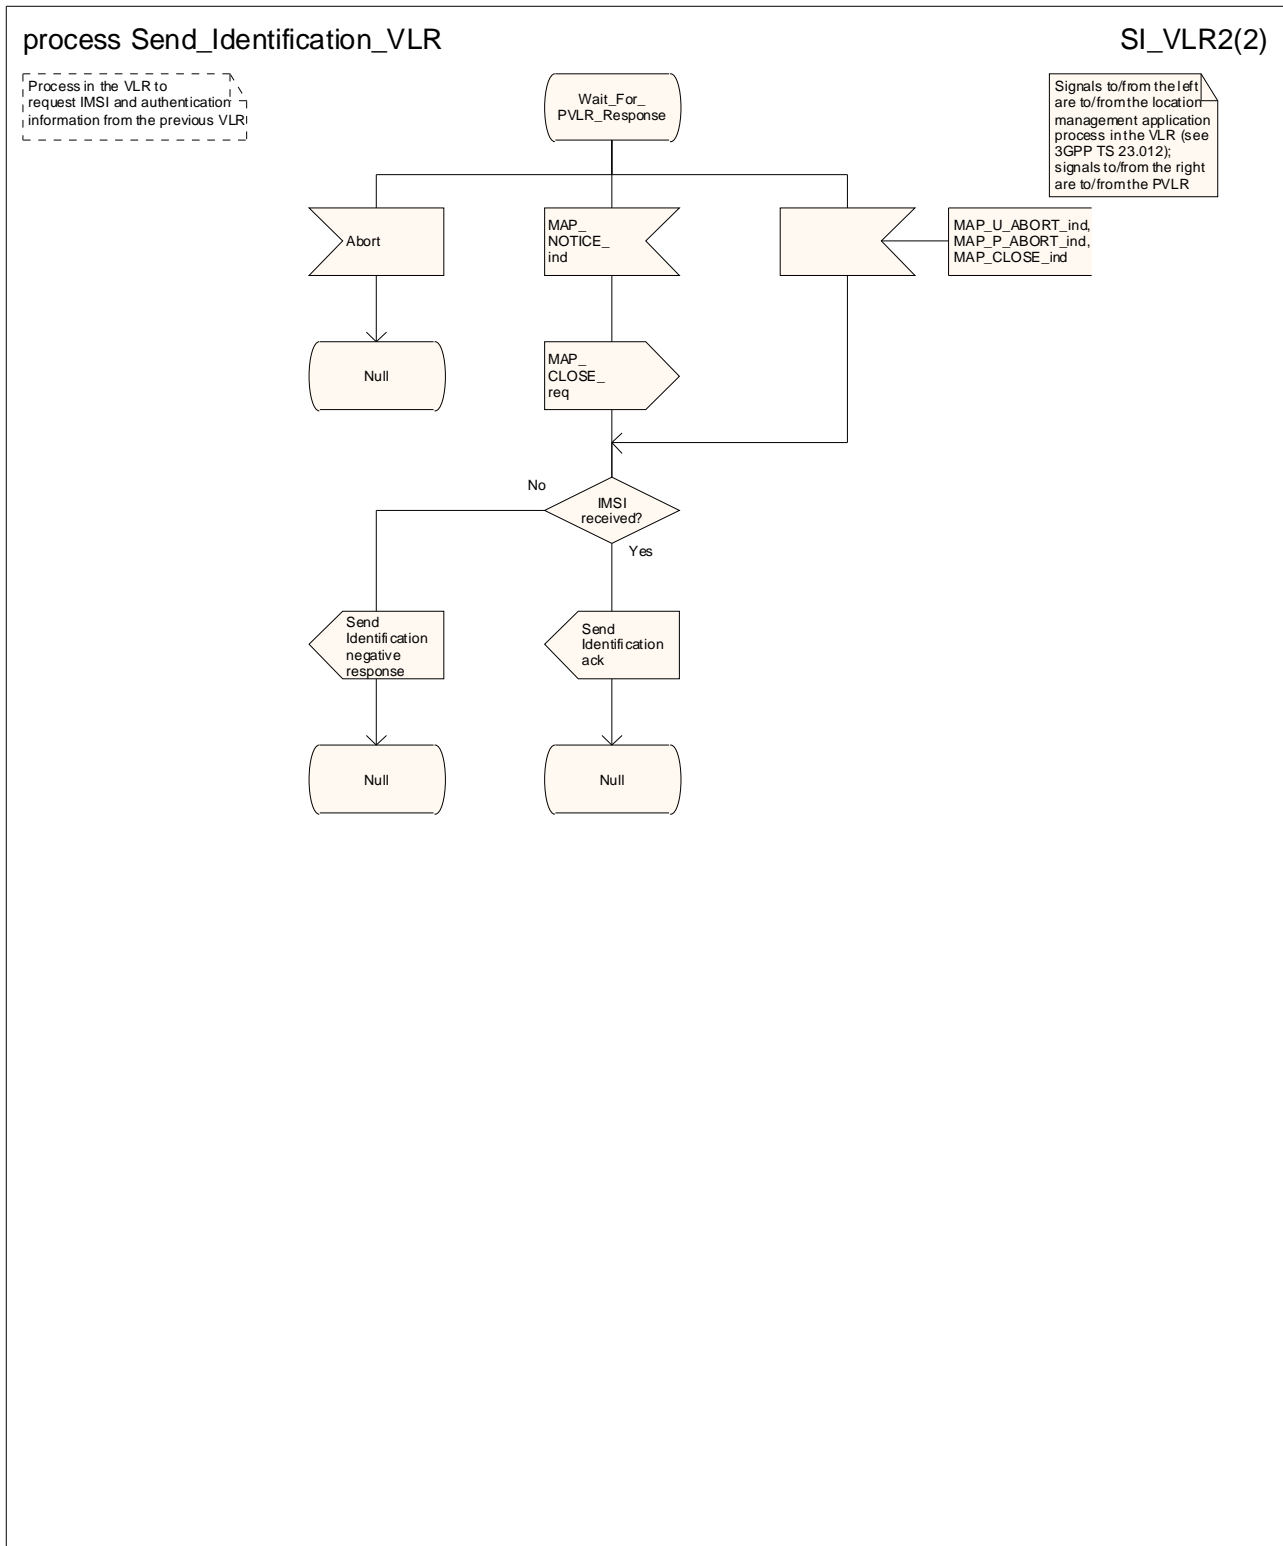 process Send_Identification_VLR
SI_VLR2(2)
Process in the VLR to
request IMSI and authentication
information from the previous VLR
Wait_For_
PVLR_Response
Signals to/from the left
are to/from the location
management application
process in the VLR (see
3GPP TS 23.012);
signals to/from the right
are to/from the PVLR
Abort
MAP_
NOTICE_
ind
MAP_U_ABORT_ind,
MAP_P_ABORT_ind,
MAP_CLOSE_ind
Null
MAP_
CLOSE_
req
No
IMSI
received?
Yes
Send
Identification
negative
response
Send
Identification
ack
Null
Null